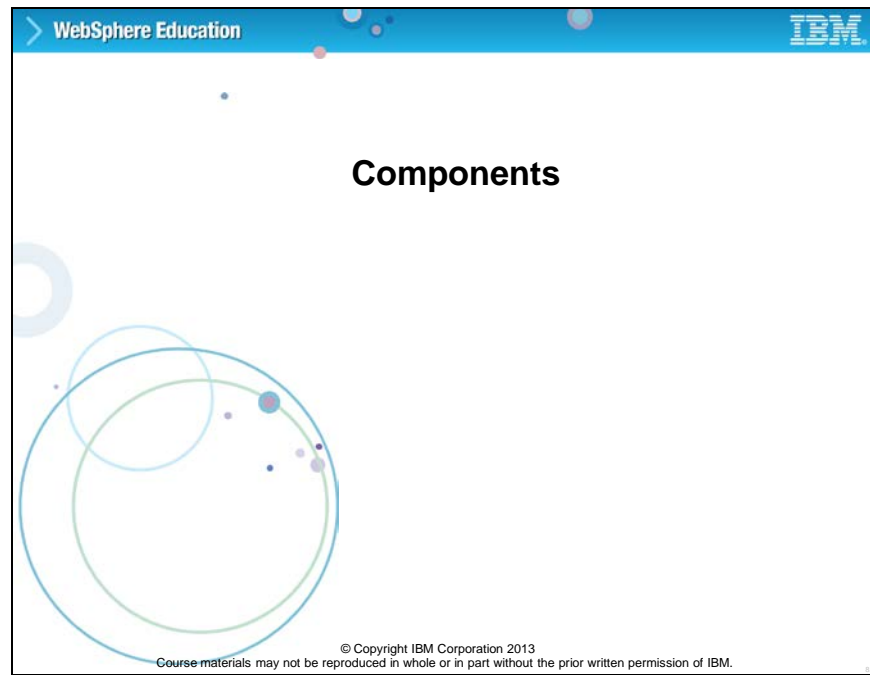 WebSphere Education
IBM
Components
© Copyright IBM Corporation 2013
Course materials may not be reproduced in whole or in part without the prior written permission of IBM.